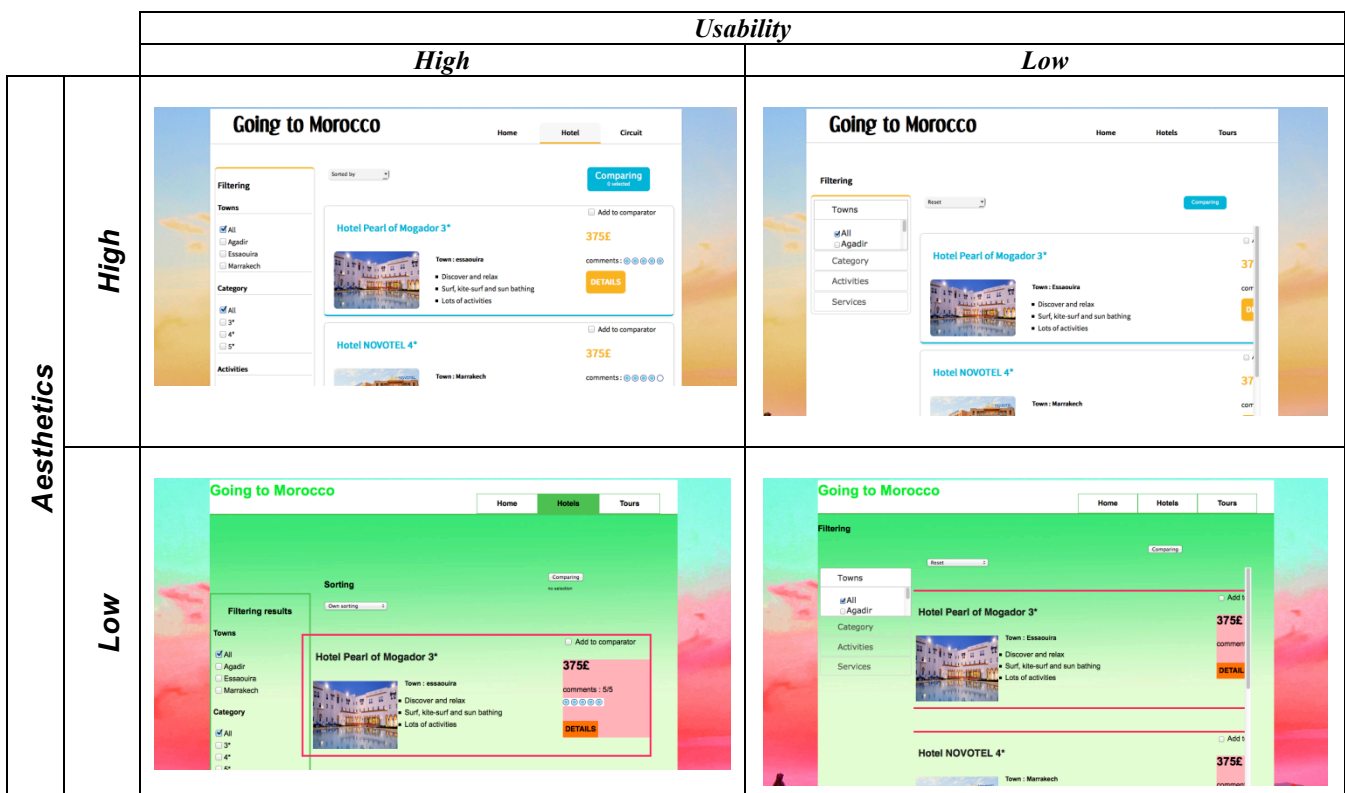 Usability
High
Low
Aesthetics
High
Low
Going to Morocco
Home Hotel Circuit
Sorted by
Comparing
0 selected
Filtering
Towns
All
Agadir
Essaouira
Marrakech
Category
All
3*
4*
5*
Activities
Add to comparator
Hotel Pearl of Mogador 3*
375£
Town : essaouira
comments :
Discover and relax
Surf, kite-surf and sun bathing
Lots of activities
DETAILS
Add to comparator
Hotel NOVOTEL 4*
375£
Town : Marrakech
comments :
Going to Morocco
Home Hotels Tours
Filtering
Reset
Comparing
Towns
All
Agadir
Category
Activities
Services
Hotel Pearl of Mogador 3*
37
Town : Essaouira
com
Discover and relax
Surf, kite-surf and sun bathing
Lots of activities
Hotel NOVOTEL 4*
37
Town : Marrakech
com
Going to Morocco
Home Hotels Tours
Sorting
Comparing
no selection
Own sorting
Filtering results
Towns
All
Agadir
Essaouira
Marrakech
Category
All
3*
4*
5*
Add to comparator
Hotel Pearl of Mogador 3*
375£
Town : essaouira
comments : 5/5
Discover and relax
Surf, kite-surf and sun bathing
Lots of activities
DETAILS
Going to Morocco
Home Hotels Tours
Filtering
Comparing
Reset
Towns
All
Agadir
Category
Activities
Services
Add t
Hotel Pearl of Mogador 3*
375£
Town : Essaouira
commen
Discover and relax
Surf, kite-surf and sun bathing
Lots of activities
DETAIL
Add t
Hotel NOVOTEL 4*
375£
Town : Marrakech